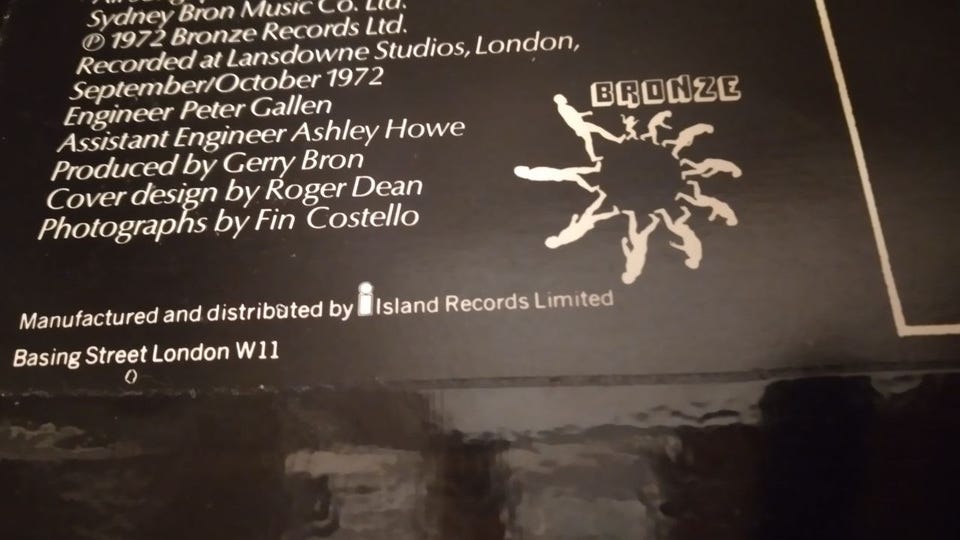 Sydney Bron Music Co. Ltd.
℗ 1972 Bronze Records Ltd.
Recorded at Lansdowne Studios, London,
September/October 1972
Engineer Peter Gallen
Assistant Engineer Ashley Howe
Produced by Gerry Bron
Cover design by Roger Dean
Photographs by Fin Costello
BRONZE
Manufactured and distributed by i Island Records Limited
Basing Street London W11